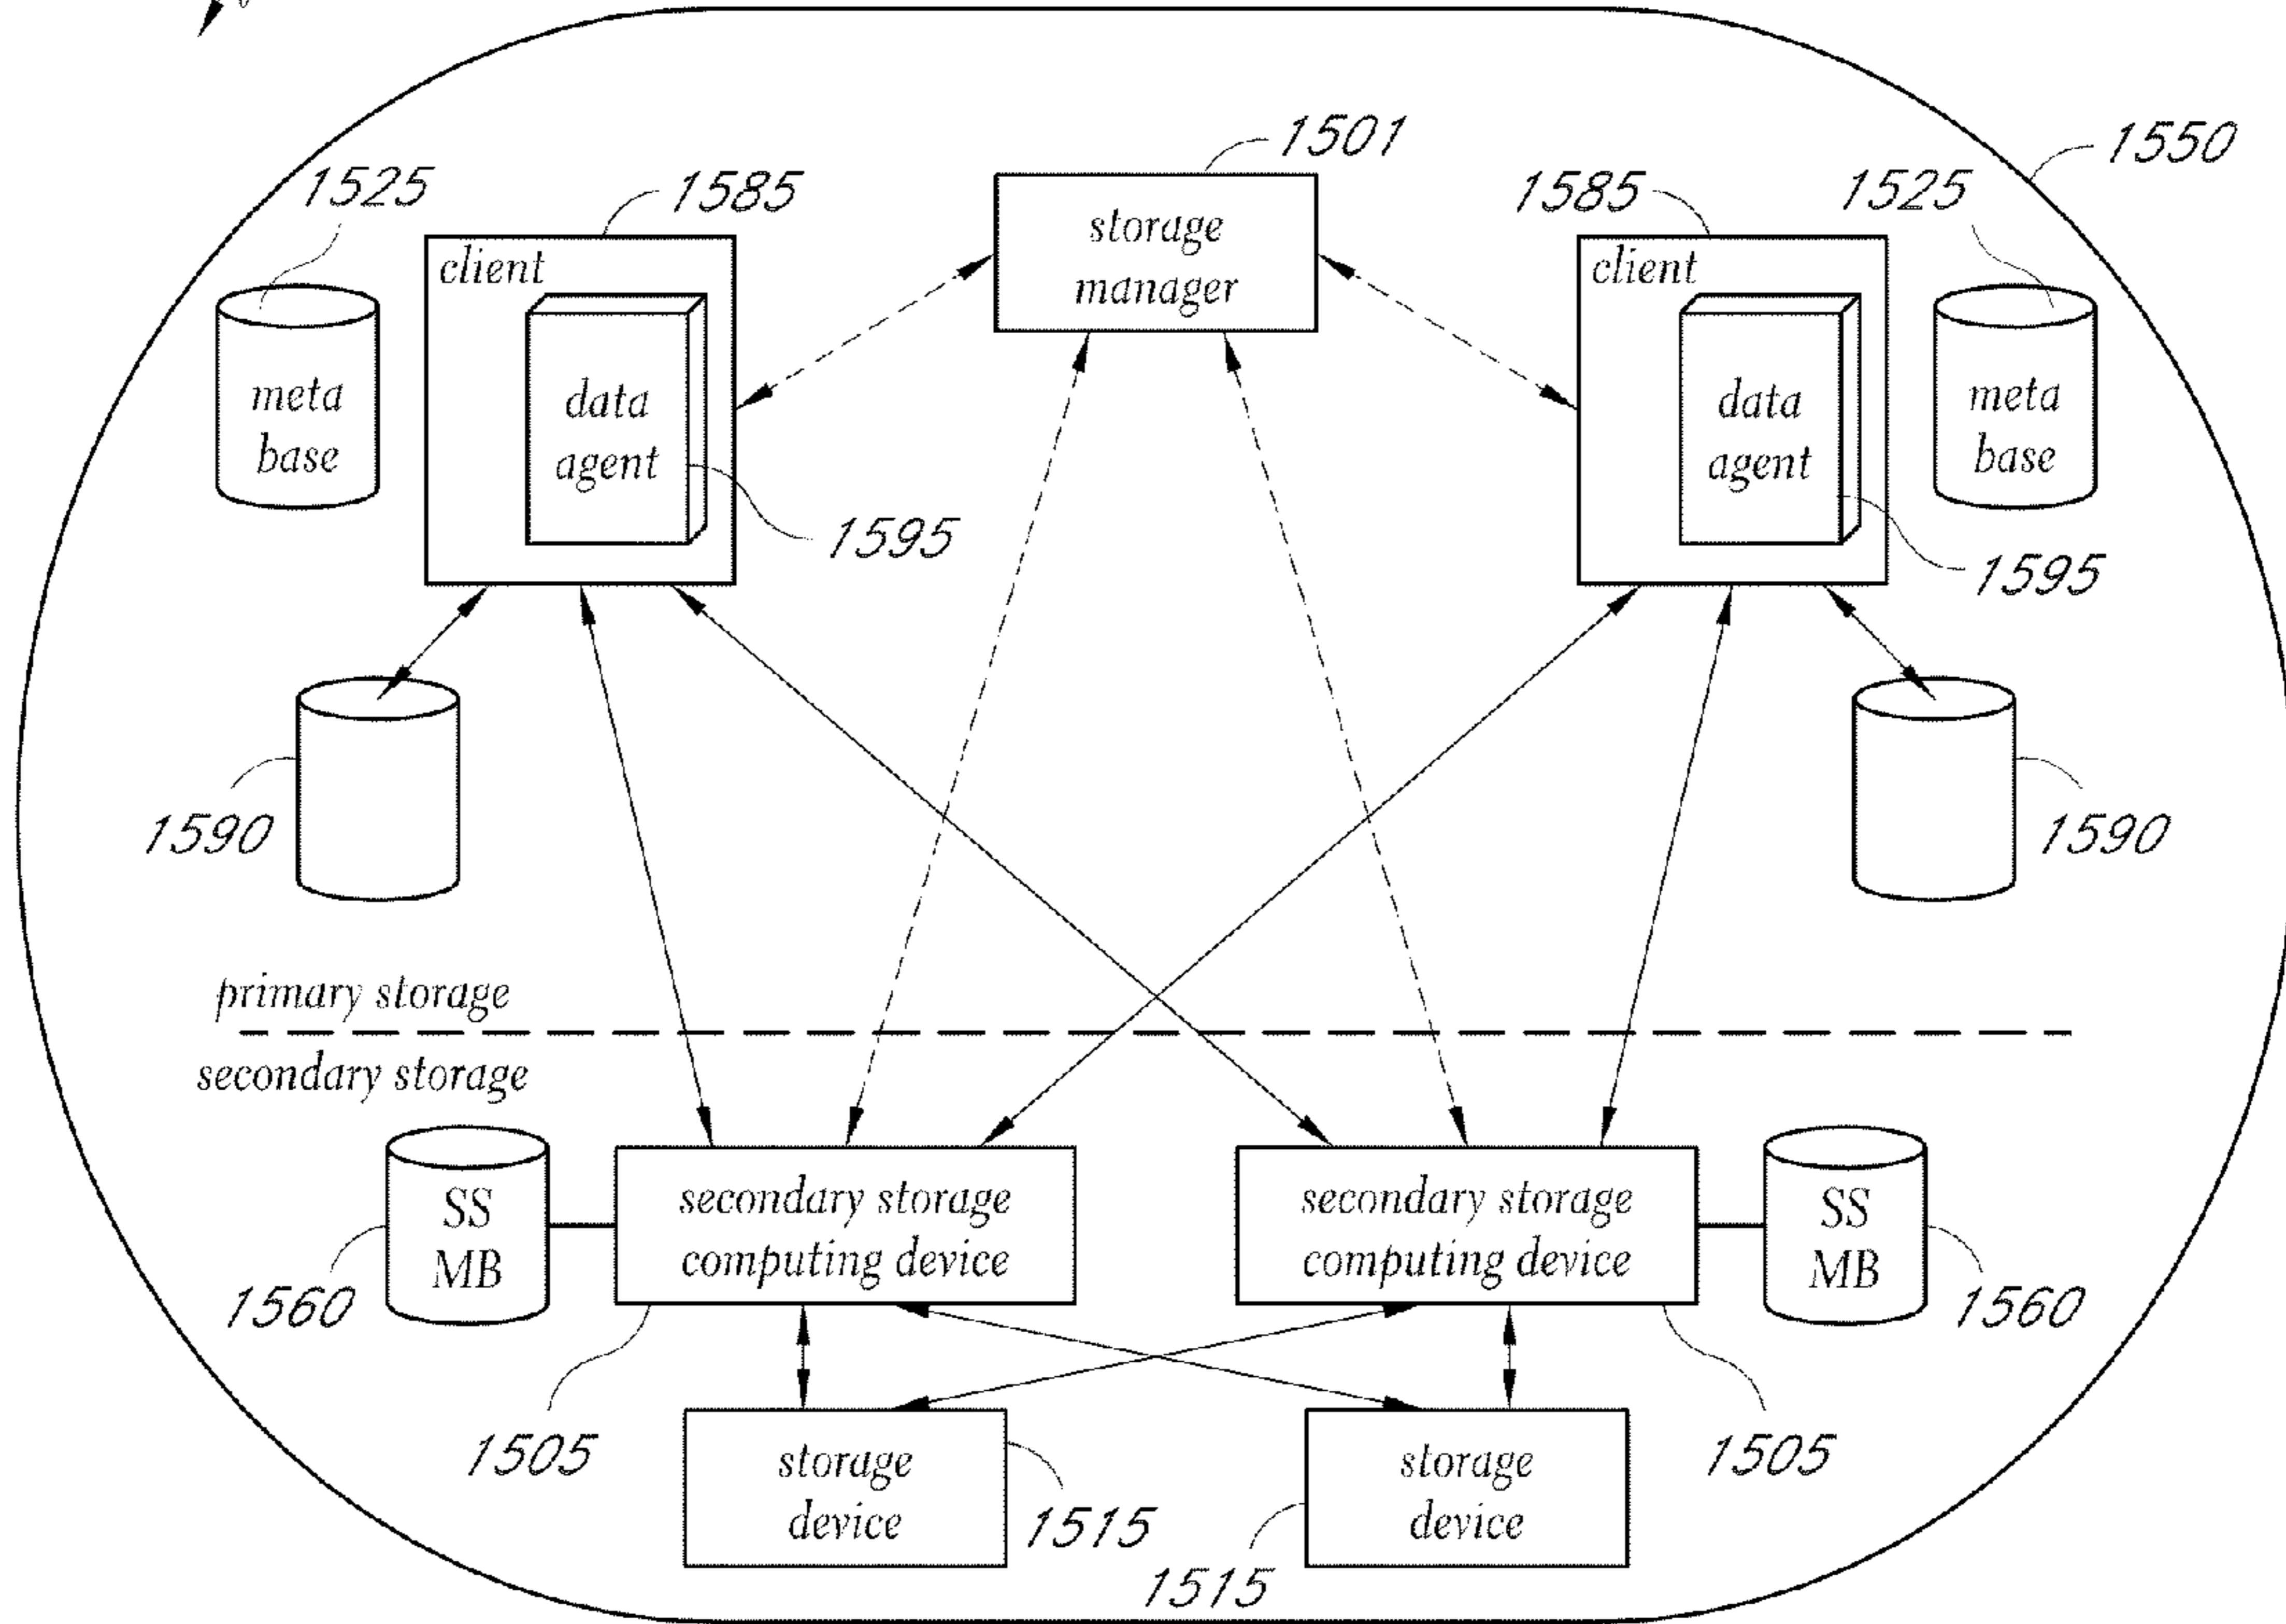 1501
1550
1525
1585
1585
1525
storage
manager
client
client
meta
base
data
agent
data
agent
meta
base
1595
1595
1590
1590
primary storage
secondary storage
SS
MB
secondary storage
computing device
secondary storage
computing device
SS
MB
1560
1560
1505
1505
storage
device
storage
device
1515
1515